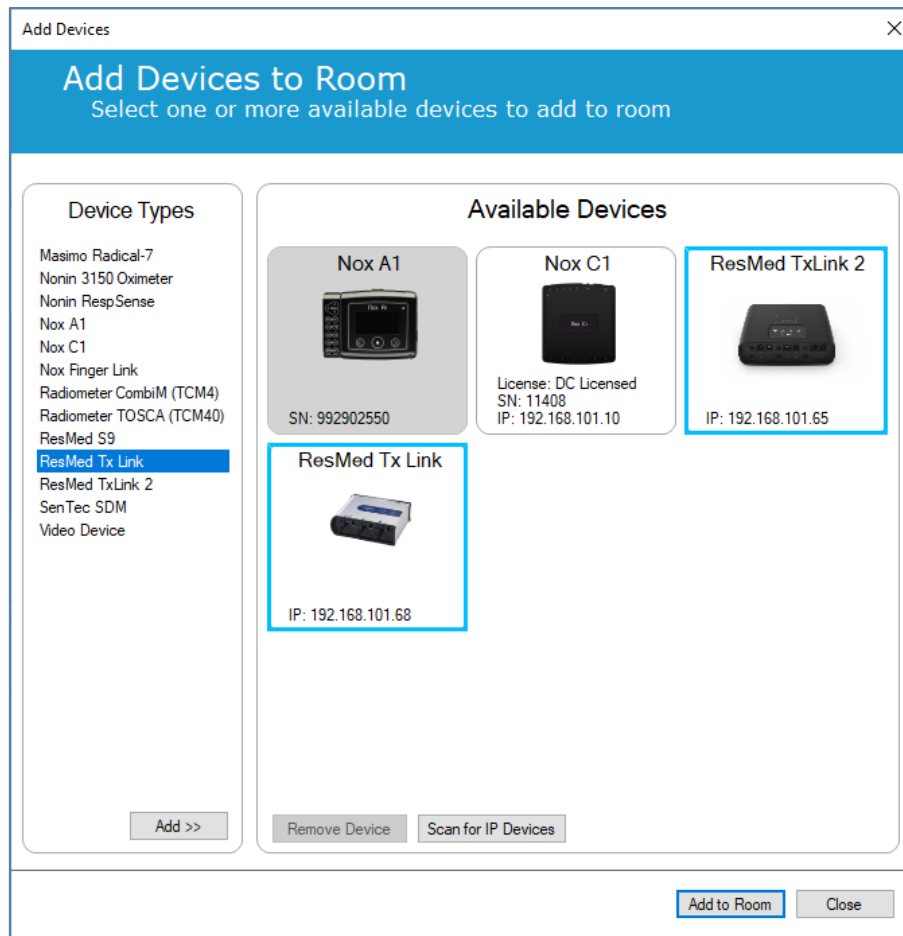 Add Devices
Add Devices to Room
Select one or more available devices to add to room
Device Types
Masimo Radical-7
Nonin 3150 Oximeter
Nonin RespSense
Nox A1
Nox C1
Nox Finger Link
Radiometer CombiM (TCM4)
Radiometer TOSCA (TCM40)
ResMed S9
ResMed Tx Link
ResMed TxLink 2
SenTec SDM
Video Device
Add >>
Available Devices
Nox A1
SN: 992902550
Nox C1
Nox C1
License: DC Licensed
SN: 11408
IP: 192.168.101.10
ResMed TxLink 2
IP: 192.168.101.65
ResMed Tx Link
IP: 192.168.101.68
Remove Device
Scan for IP Devices
Add to Room
Close